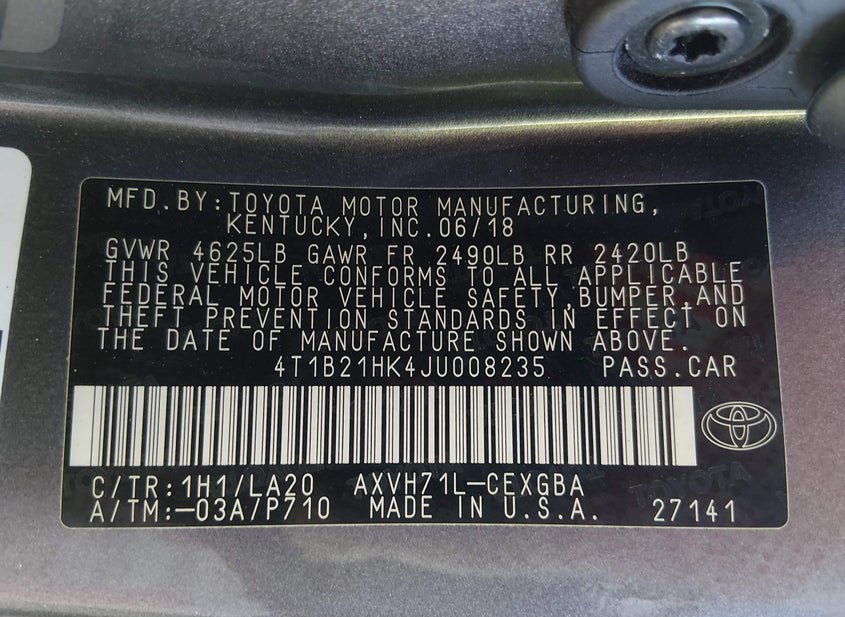 MFD.BY:TOYOTA MOTOR MANUFACTURING,
KENTUCKY,INC.06/18
GVWR 4625LB GAWR FR 2490LB RR 2420LB
THIS VEHICLE CONFORMS TO ALL APPLICABLE
FEDERAL MOTOR VEHICLE SAFETY,BUMPER,AND
THEFT PREVENTION STANDARDS IN EFFECT ON
THE DATE OF MANUFACTURE SHOWN ABOVE.
4T1B21HK4JU008235 PASS.CAR
C/TR:1H1/LA20 AXVH71L-CEXGBA
A/TM:-03A/P710 MADE IN U.S.A. 27141